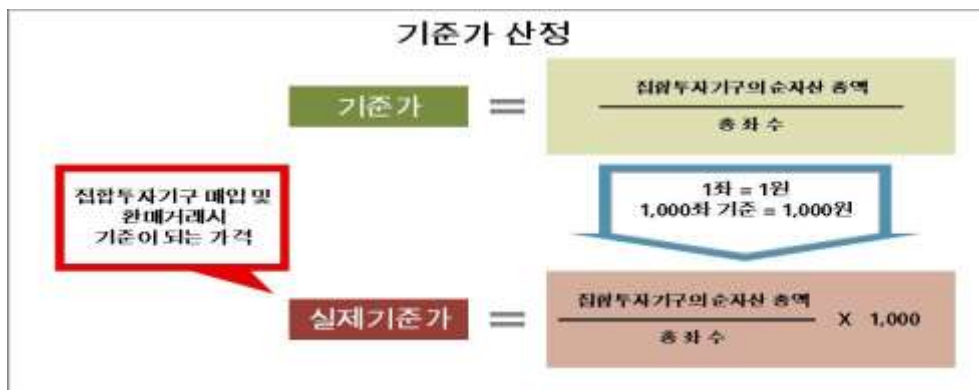 기준가 산정
기준가 =
집합투자기구의 순자산 총액
총 좌 수
집합투자기구 매입 및
환매거래시
기준이 되는 가격
1좌 = 1원
1,000좌 기준 = 1,000원
실제기준가 =
집합투자기구의 순자산 총액
총 좌 수
X 1,000